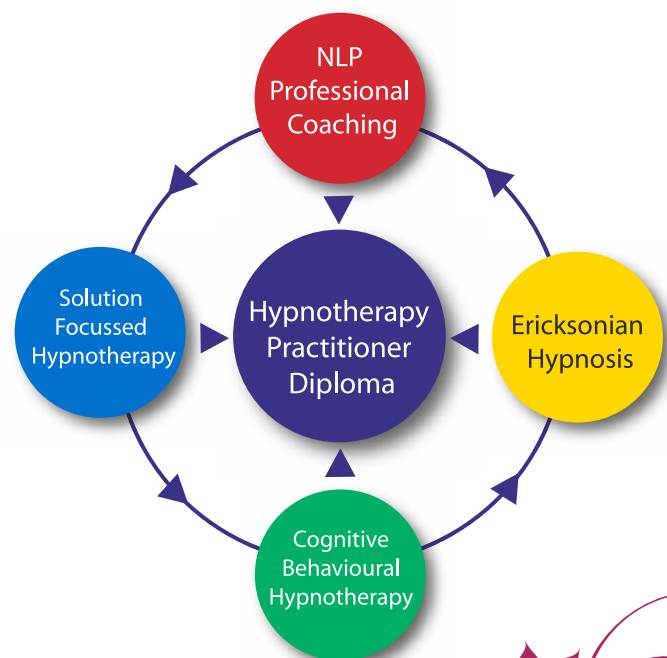 NLP
Professional
Coaching
Solution
Focussed
Hypnotherapy
Hypnotherapy
Practitioner
Diploma
Ericksonian
Hypnosis
Cognitive
Behavioural
Hypnotherapy